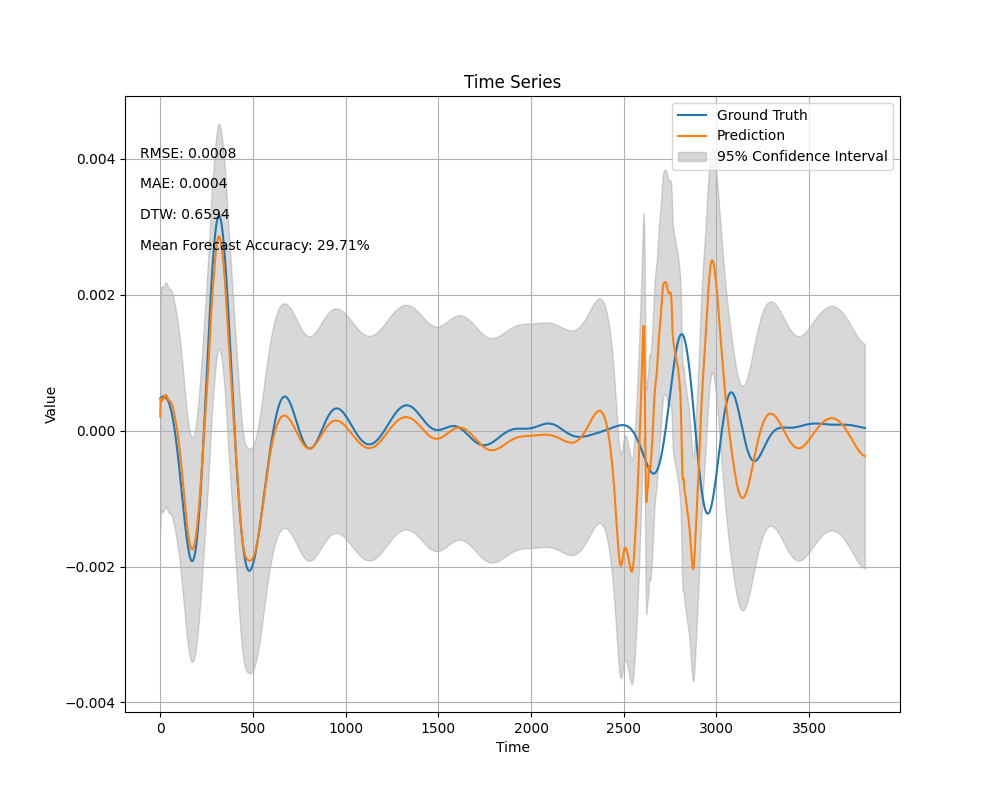 Time Series
Ground Truth
Prediction
95% Confidence Interval
RMSE: 0.0008
MAE: 0.0004
DTW: 0.6594
Mean Forecast Accuracy: 29.71%
0.004
0.002
0.000
−0.002
−0.004
Value
0 500 1000 1500 2000 2500 3000 3500
Time